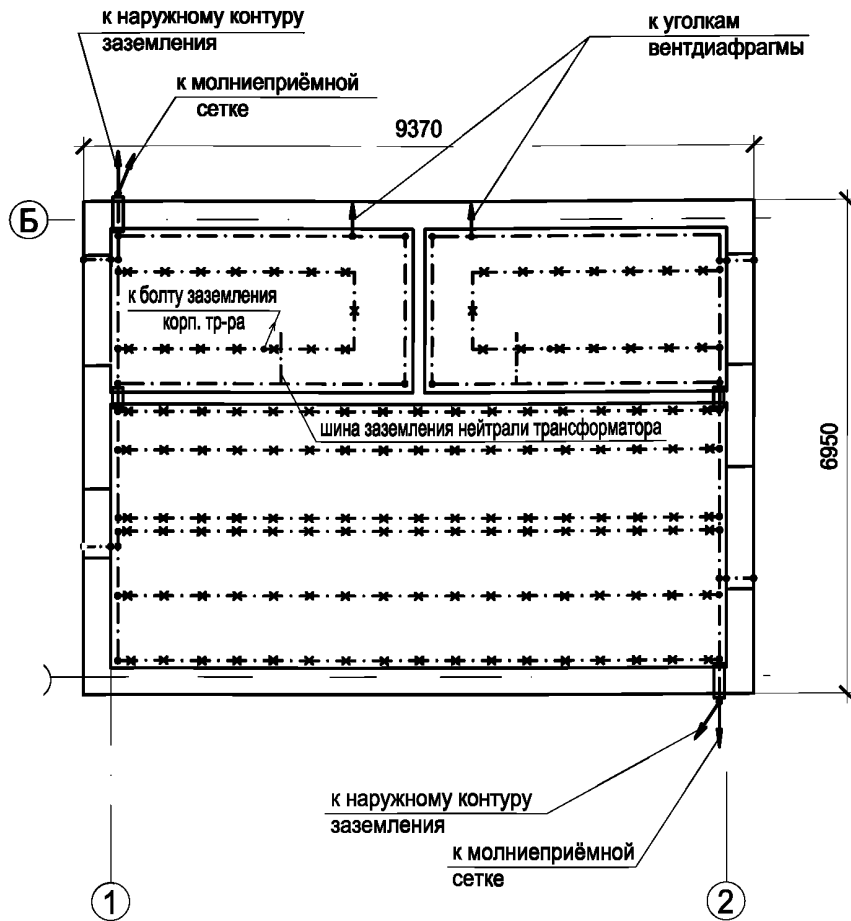 к наружному контуру
заземления
к молниеприёмной
сетке
к уголкам
вентдиафрагмы
9370
Б
к болту заземления
корп. тр-ра
шина заземления нейтрали трансформатора
6950
к наружному контуру
заземления
к молниеприёмной
сетке
1
2